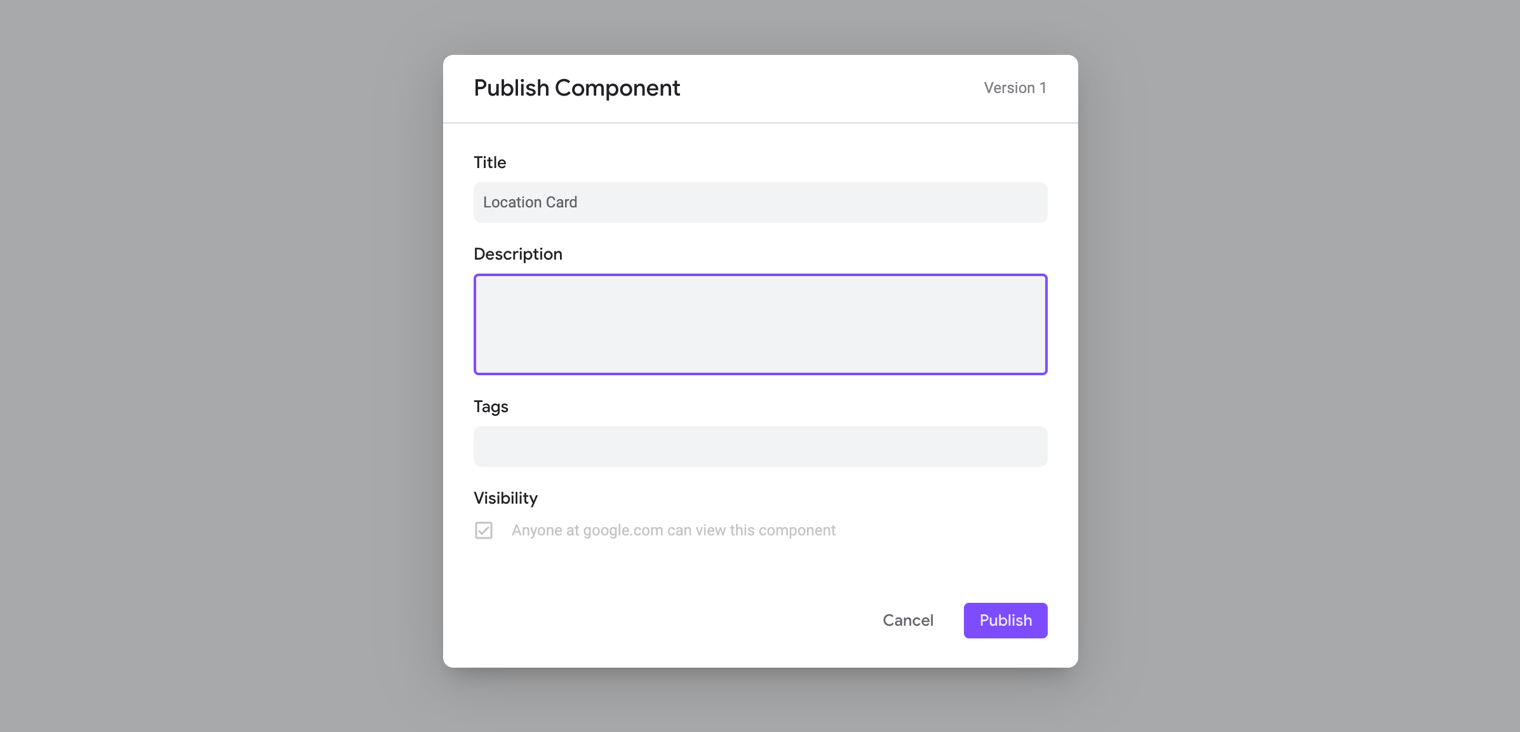 Publish Component
Version 1
Title
Location Card
Description
Tags
Visibility
Anyone at google.com can view this component
Cancel
Publish